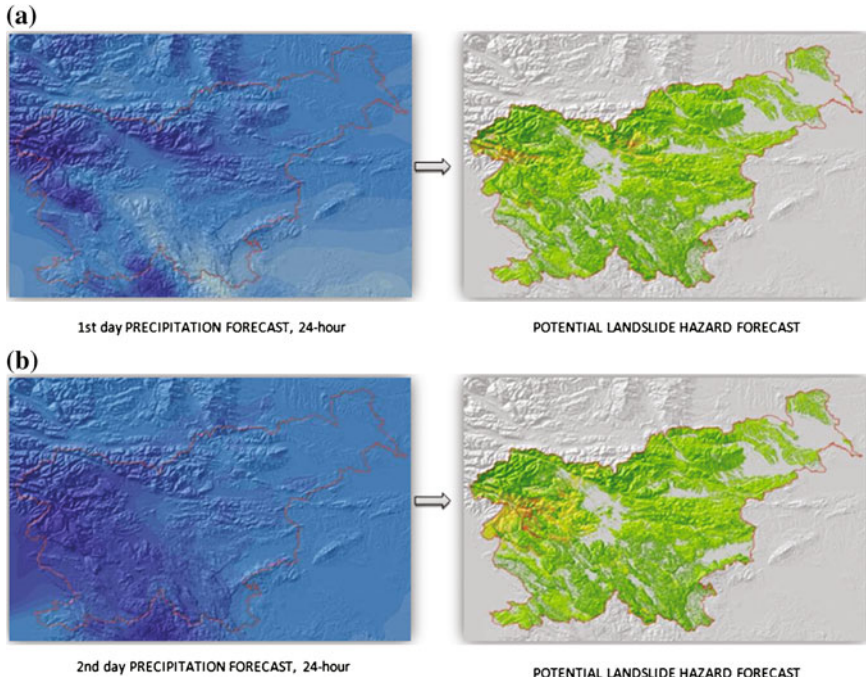 (a)
1st day PRECIPITATION FORECAST, 24-hour
POTENTIAL LANDSLIDE HAZARD FORECAST
(b)
2nd day PRECIPITATION FORECAST, 24-hour
POTENTIAL LANDSLIDE HAZARD FORECAST